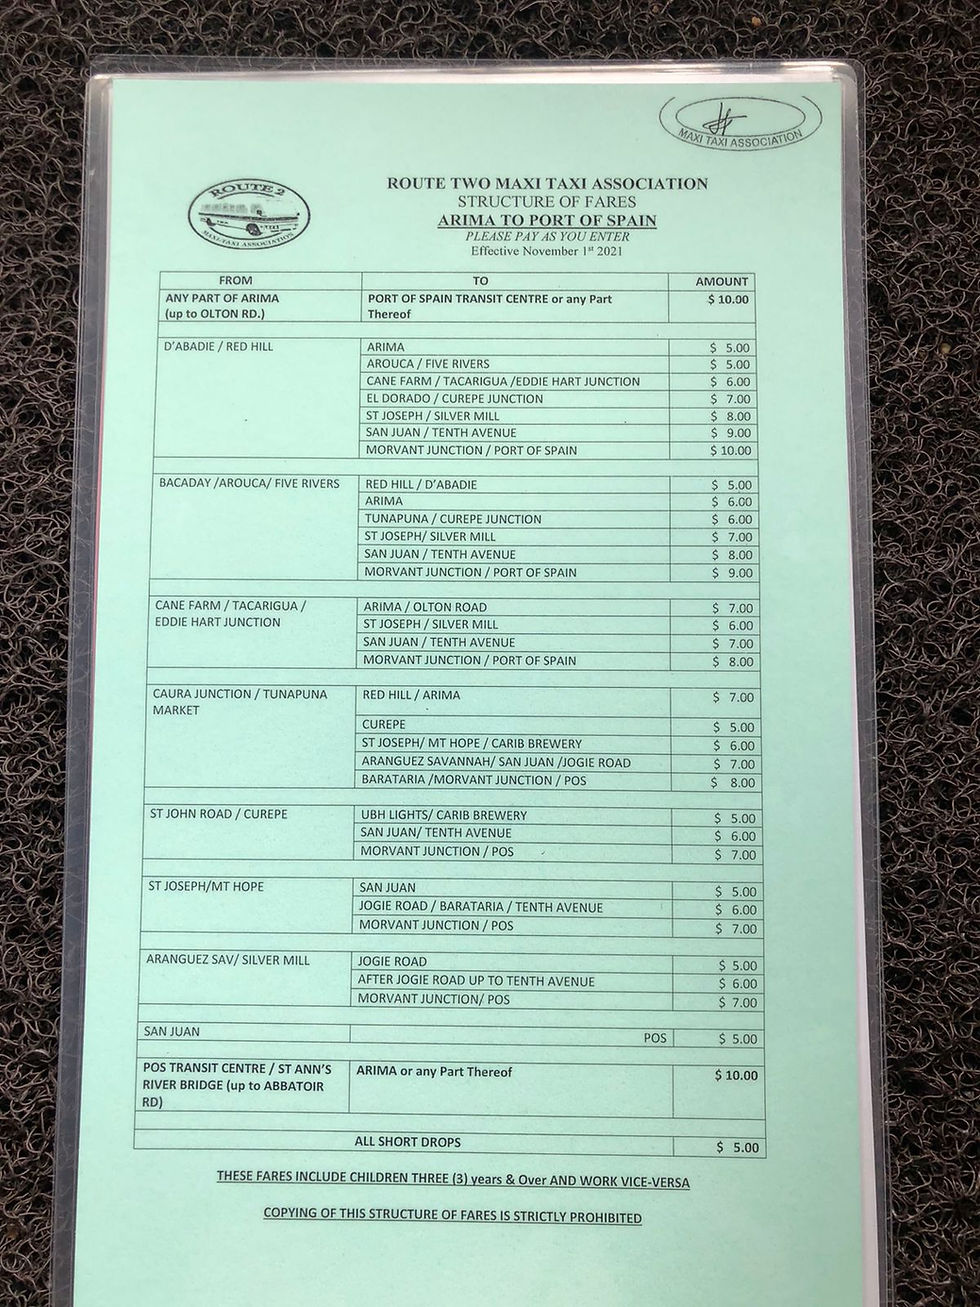 MAXI TAXI ASSOCIATION
ROUTE 2
MAXI-TAXI ASSOCIATION
ROUTE TWO MAXI TAXI ASSOCIATION
STRUCTURE OF FARES
ARIMA TO PORT OF SPAIN
PLEASE PAY AS YOU ENTER
Effective November 1st 2021
FROM TO AMOUNT
ANY PART OF ARIMA PORT OF SPAIN TRANSIT CENTRE or any Part $ 10.00
(up to OLTON RD.) Thereof
D'ABADIE / RED HILL ARIMA $ 5.00
AROUCA / FIVE RIVERS $ 5.00
CANE FARM / TACARIGUA /EDDIE HART JUNCTION $ 6.00
EL DORADO / CUREPE JUNCTION $ 7.00
ST JOSEPH / SILVER MILL $ 8.00
SAN JUAN / TENTH AVENUE $ 9.00
MORVANT JUNCTION / PORT OF SPAIN $ 10.00
BACADAY /AROUCA/ FIVE RIVERS RED HILL / D'ABADIE $ 5.00
ARIMA $ 6.00
TUNAPUNA / CUREPE JUNCTION $ 6.00
ST JOSEPH/ SILVER MILL $ 7.00
SAN JUAN / TENTH AVENUE $ 8.00
MORVANT JUNCTION / PORT OF SPAIN $ 9.00
CANE FARM / TACARIGUA / ARIMA / OLTON ROAD $ 7.00
EDDIE HART JUNCTION ST JOSEPH / SILVER MILL $ 6.00
SAN JUAN / TENTH AVENUE $ 7.00
MORVANT JUNCTION / PORT OF SPAIN $ 8.00
CAURA JUNCTION / TUNAPUNA RED HILL / ARIMA $ 7.00
MARKET
CUREPE $ 5.00
ST JOSEPH/ MT HOPE / CARIB BREWERY $ 6.00
ARANGUEZ SAVANNAH/ SAN JUAN /JOGIE ROAD $ 7.00
BARATARIA /MORVANT JUNCTION / POS $ 8.00
ST JOHN ROAD / CUREPE UBH LIGHTS/ CARIB BREWERY $ 5.00
SAN JUAN/ TENTH AVENUE $ 6.00
MORVANT JUNCTION / POS $ 7.00
ST JOSEPH/MT HOPE SAN JUAN $ 5.00
JOGIE ROAD / BARATARIA / TENTH AVENUE $ 6.00
MORVANT JUNCTION / POS $ 7.00
ARANGUEZ SAV/ SILVER MILL JOGIE ROAD $ 5.00
AFTER JOGIE ROAD UP TO TENTH AVENUE $ 6.00
MORVANT JUNCTION/ POS $ 7.00
SAN JUAN POS $ 5.00
POS TRANSIT CENTRE / ST ANN'S ARIMA or any Part Thereof $ 10.00
RIVER BRIDGE (up to ABBATOIR
RD)
ALL SHORT DROPS $ 5.00
THESE FARES INCLUDE CHILDREN THREE (3) years & Over AND WORK VICE-VERSA
COPYING OF THIS STRUCTURE OF FARES IS STRICTLY PROHIBITED